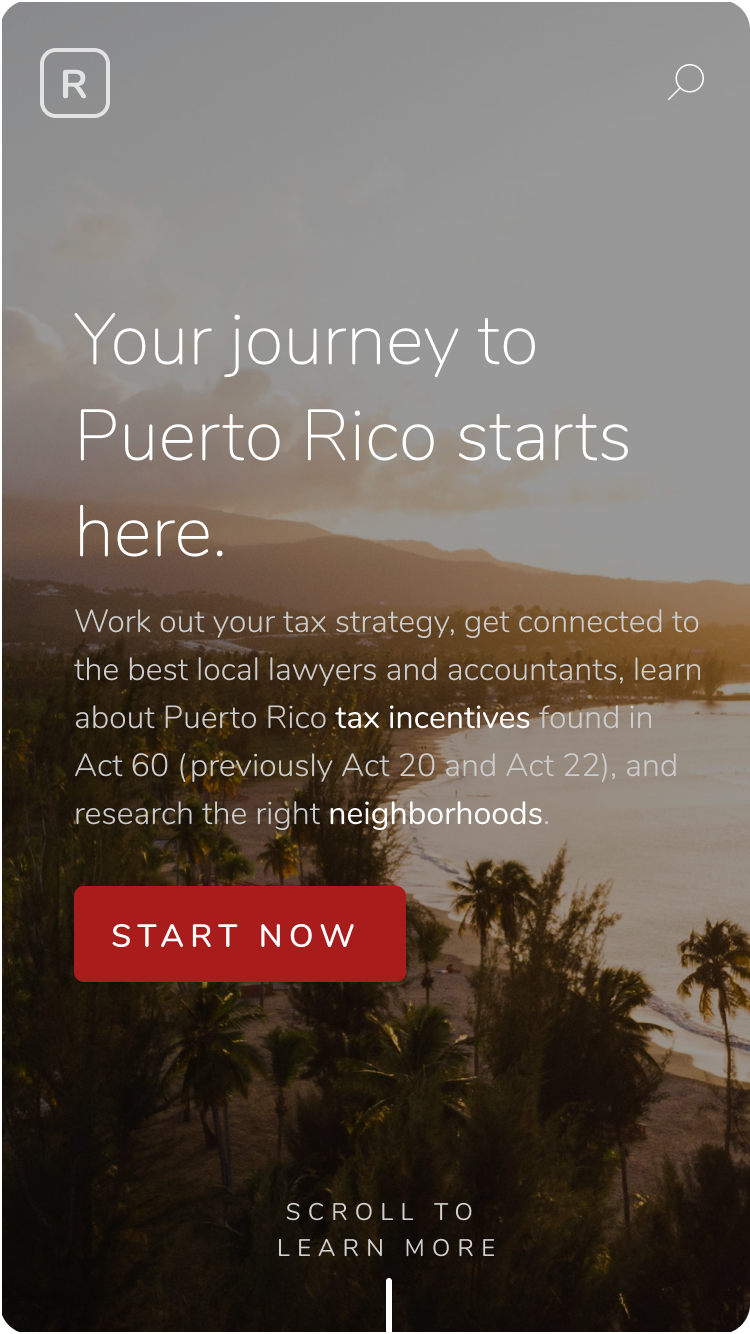 R
Your journey to
Puerto Rico starts
here.
Work out your tax strategy, get connected to
the best local lawyers and accountants, learn
about Puerto Rico tax incentives found in
Act 60 (previously Act 20 and Act 22), and
research the right neighborhoods.
START NOW
SCROLL TO
LEARN MORE